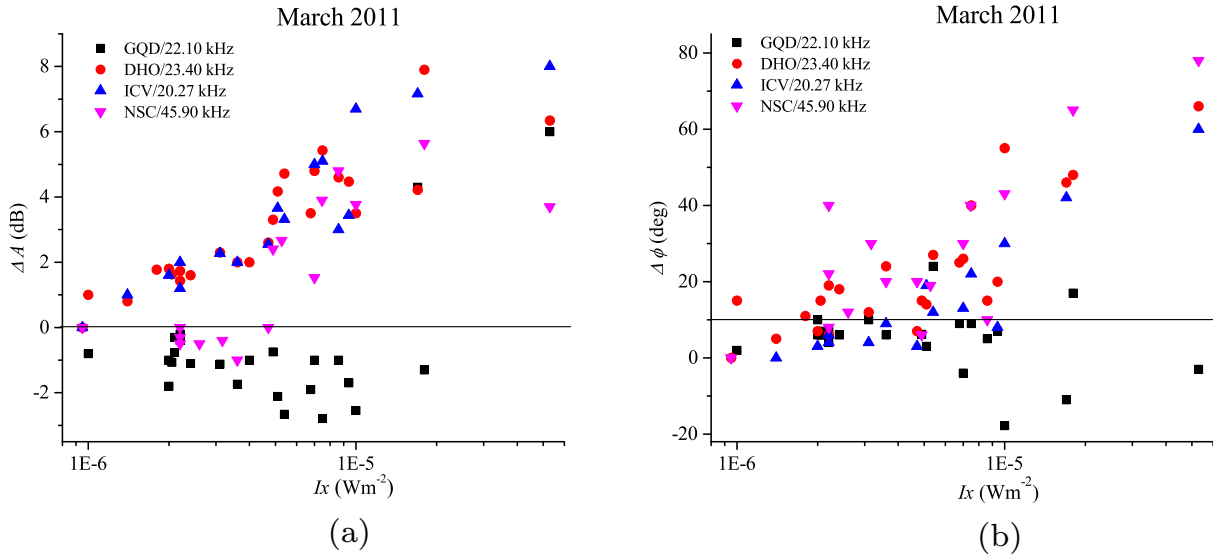 March 2011
GQD/22.10 kHz
DHO/23.40 kHz
ICV/20.27 kHz
NSC/45.90 kHz
8
6
4
2
0
-2
ΔA (dB)
1E-6
1E-5
Ix (Wm⁻²)
(a)
March 2011
GQD/22.10 kHz
DHO/23.40 kHz
ICV/20.27 kHz
NSC/45.90 kHz
80
60
40
20
0
-20
Δϕ (deg)
1E-6
1E-5
Ix (Wm⁻²)
(b)